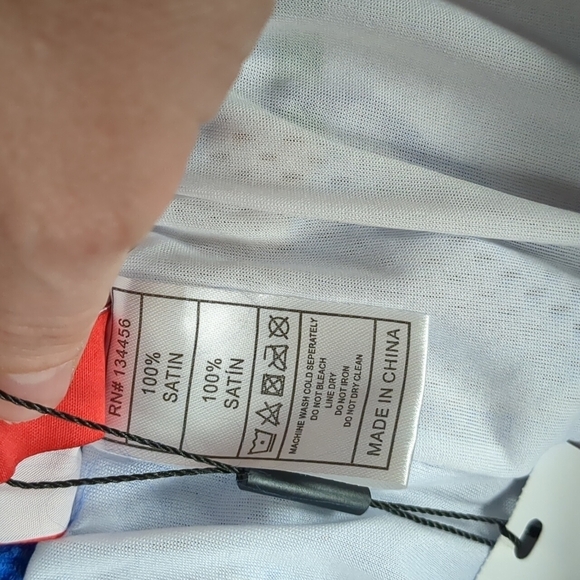 RN# 134456
100%
SATIN
100%
SATİN
MACHINE WASH COLD SEPERATELY
DO NOT BLEACH
LINE DRY
DO NOT IRON
DO NOT DRY CLEAN
MADE IN CHINA